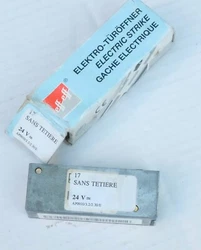 ELEKTRO-TÜRÖFFNER
ELECTRIC STRIKE
GACHE ELECTRIQUE
17
SANS TETIERE
24 V
17
SANS TETIERE
24 V